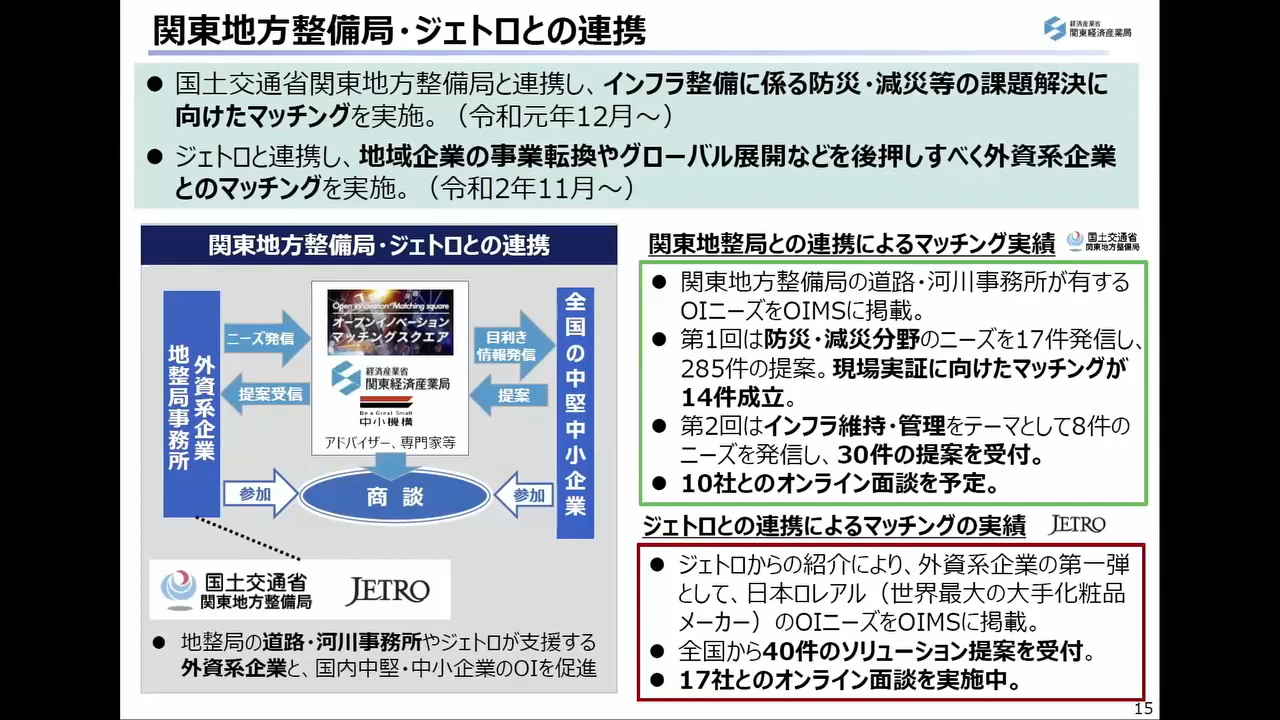 関東地方整備局・ジェトロとの連携
経済産業省
関東経済産業局
● 国土交通省関東地方整備局と連携し、インフラ整備に係る防災・減災等の課題解決に
向けたマッチングを実施。（令和元年12月～）
● ジェトロと連携し、地域企業の事業転換やグローバル展開などを後押しすべく外資系企業
とのマッチングを実施。（令和2年11月～）
関東地方整備局・ジェトロとの連携
外資系企業
地整局事務所
ニーズ発信
提案受信
Open Innovation Matching square
オープンイノベーション
マッチングスクエア
経済産業省
関東経済産業局
Be a Great Small
中小機構
アドバイザー、専門家等
目利き
情報発信
提案
全国の中堅中小企業
参加
商談
参加
国土交通省
関東地方整備局
JETRO
● 地整局の道路・河川事務所やジェトロが支援する
外資系企業と、国内中堅・中小企業のOIを促進
関東地整局との連携によるマッチング実績
国土交通省
関東地方整備局
● 関東地方整備局の道路・河川事務所が有する
OIニーズをOIMSに掲載。
● 第1回は防災・減災分野のニーズを17件発信し、
285件の提案。現場実証に向けたマッチングが
14件成立。
● 第2回はインフラ維持・管理をテーマとして8件の
ニーズを発信し、30件の提案を受付。
● 10社とのオンライン面談を予定。
ジェトロとの連携によるマッチングの実績
JETRO
● ジェトロからの紹介により、外資系企業の第一弾
として、日本ロレアル（世界最大の大手化粧品
メーカー）のOIニーズをOIMSに掲載。
● 全国から40件のソリューション提案を受付。
● 17社とのオンライン面談を実施中。
15